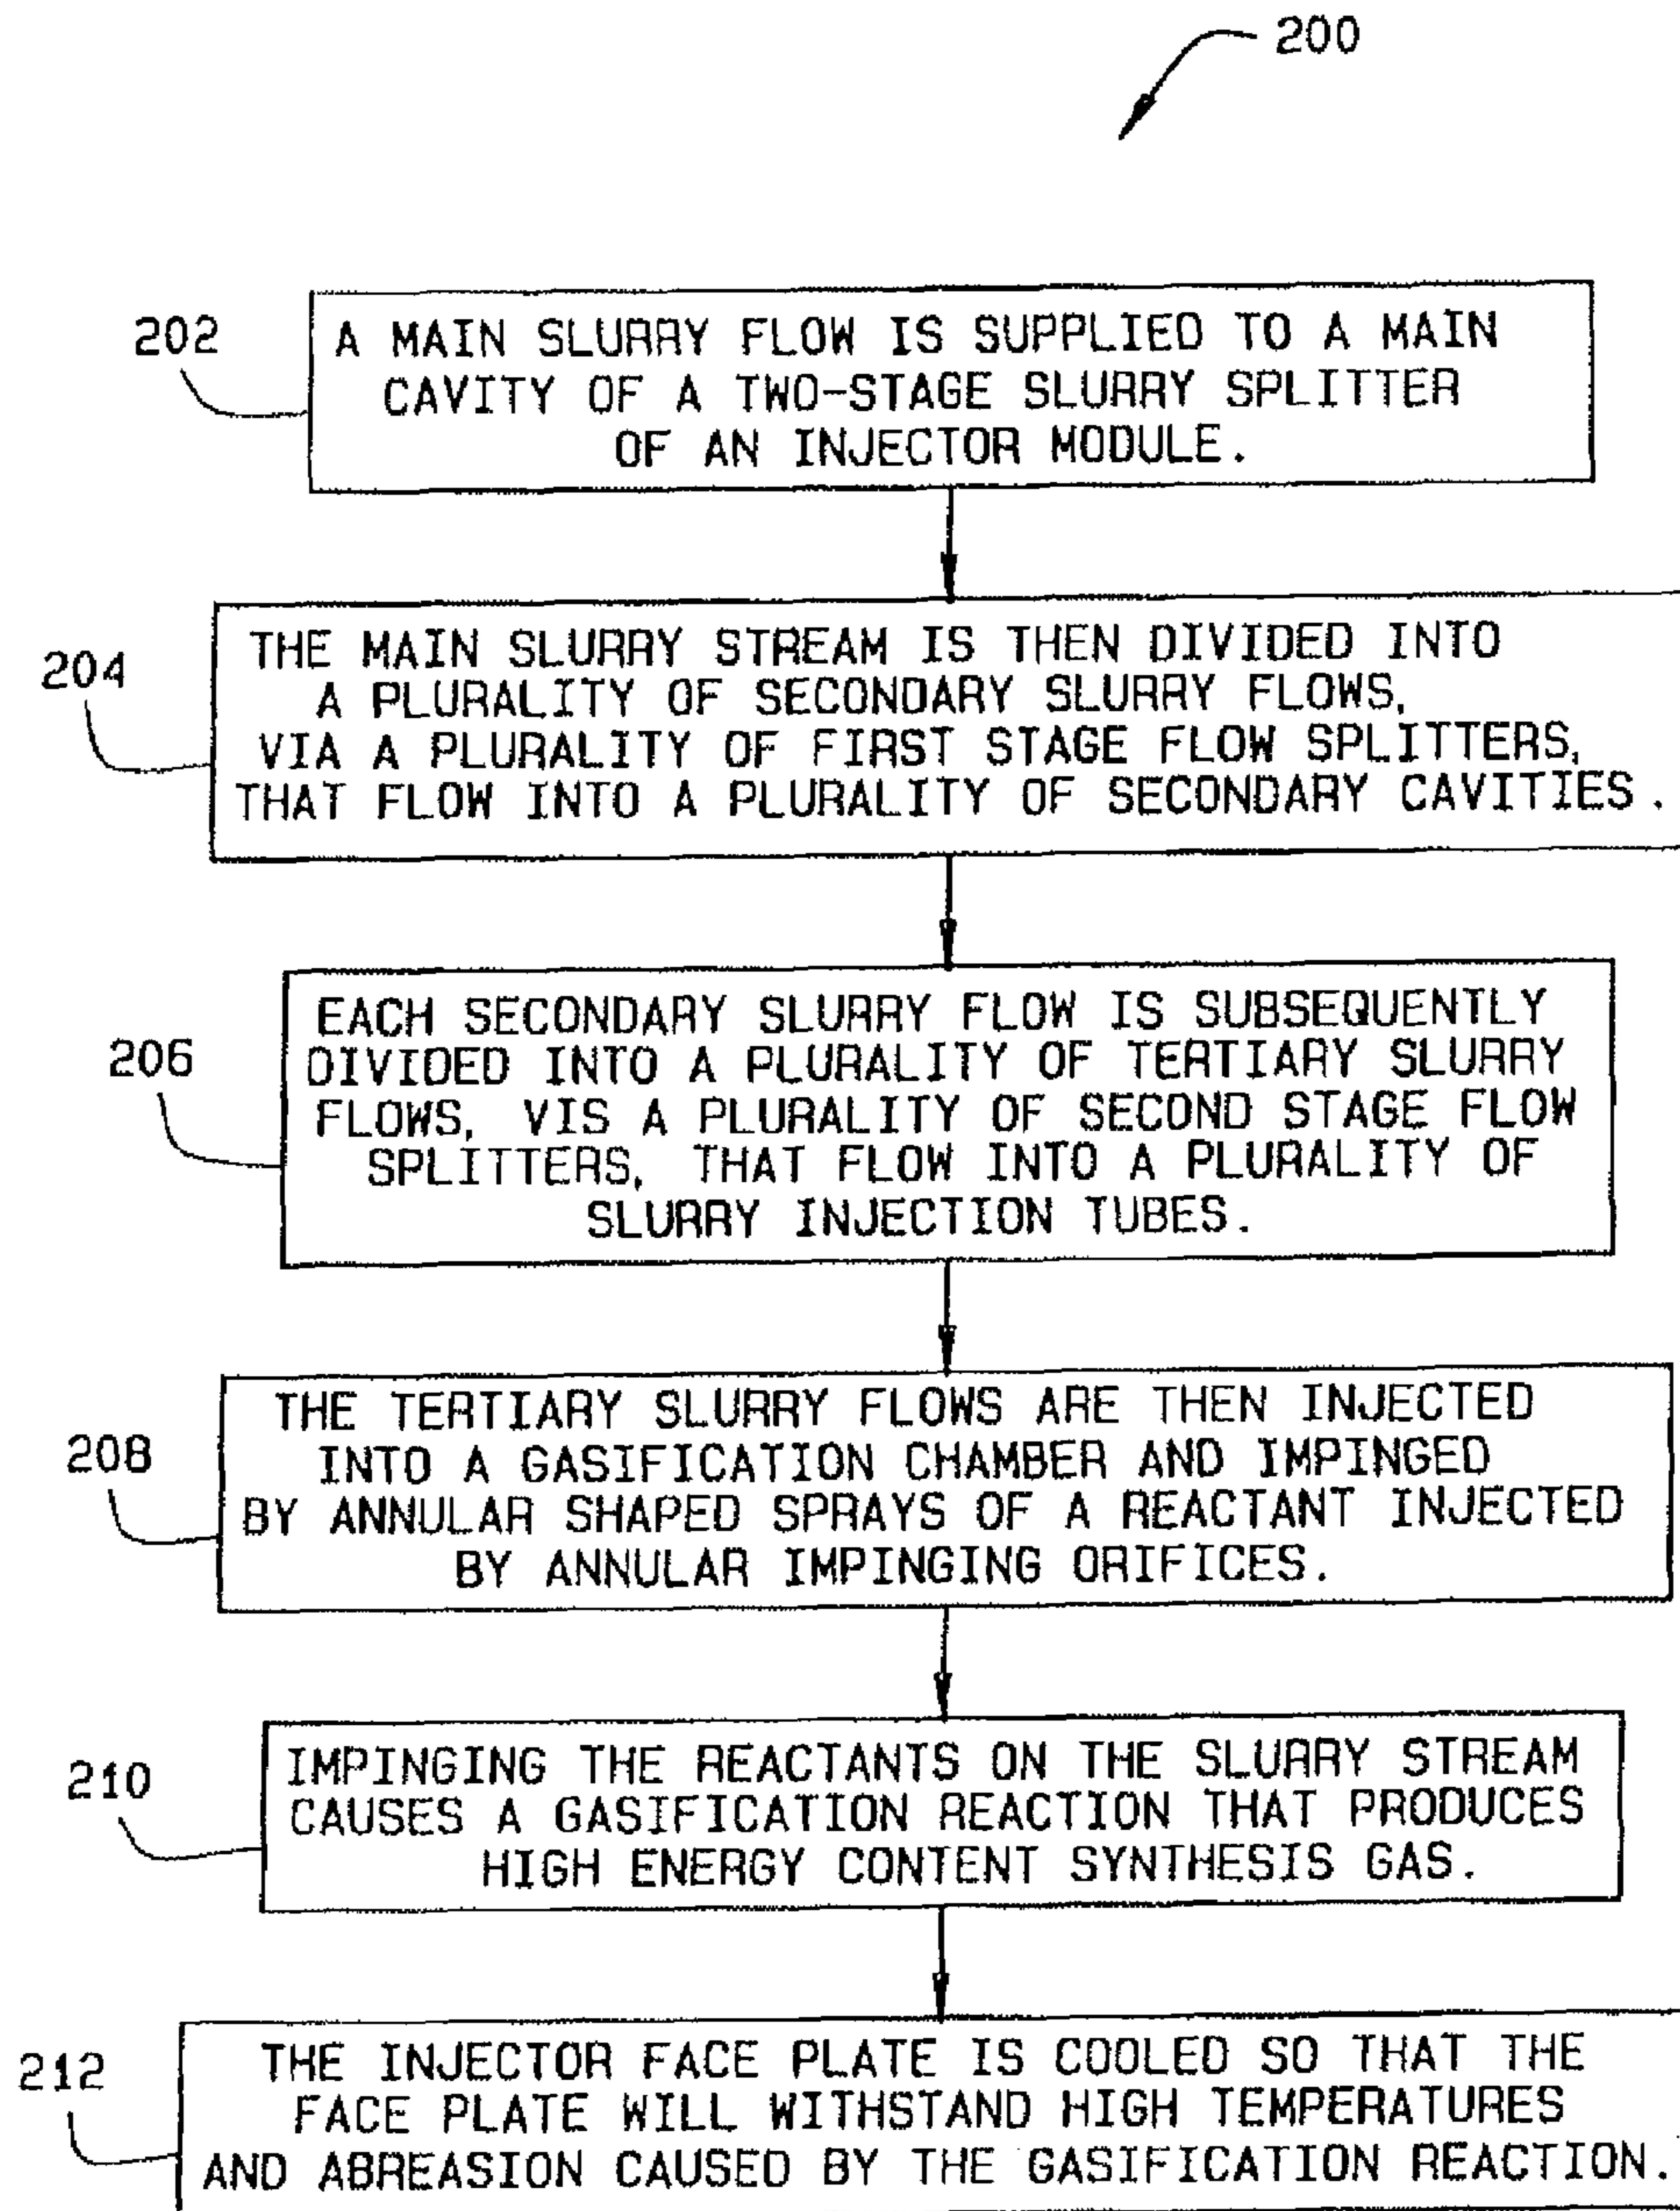 200
202
A MAIN SLURRY FLOW IS SUPPLIED TO A MAIN
CAVITY OF A TWO-STAGE SLURRY SPLITTER
OF AN INJECTOR MODULE.
204
THE MAIN SLURRY STREAM IS THEN DIVIDED INTO
A PLURALITY OF SECONDARY SLURRY FLOWS,
VIA A PLURALITY OF FIRST STAGE FLOW SPLITTERS,
THAT FLOW INTO A PLURALITY OF SECONDARY CAVITIES.
206
EACH SECONDARY SLURRY FLOW IS SUBSEQUENTLY
DIVIDED INTO A PLURALITY OF TERTIARY SLURRY
FLOWS, VIS A PLURALITY OF SECOND STAGE FLOW
SPLITTERS, THAT FLOW INTO A PLURALITY OF
SLURRY INJECTION TUBES.
208
THE TERTIARY SLURRY FLOWS ARE THEN INJECTED
INTO A GASIFICATION CHAMBER AND IMPINGED
BY ANNULAR SHAPED SPRAYS OF A REACTANT INJECTED
BY ANNULAR IMPINGING ORIFICES.
210
IMPINGING THE REACTANTS ON THE SLURRY STREAM
CAUSES A GASIFICATION REACTION THAT PRODUCES
HIGH ENERGY CONTENT SYNTHESIS GAS.
212
THE INJECTOR FACE PLATE IS COOLED SO THAT THE
FACE PLATE WILL WITHSTAND HIGH TEMPERATURES
AND ABREASION CAUSED BY THE GASIFICATION REACTION.